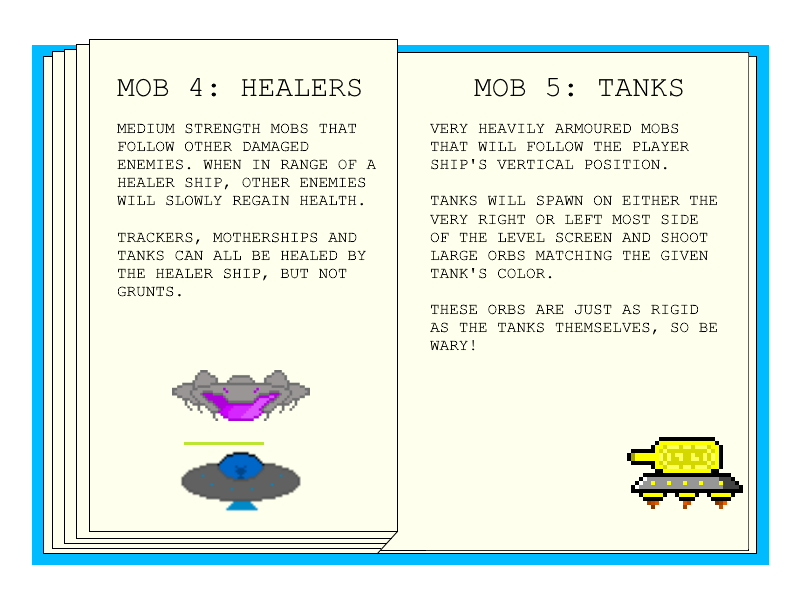 MOB 4: HEALERS
MEDIUM STRENGTH MOBS THAT
FOLLOW OTHER DAMAGED
ENEMIES. WHEN IN RANGE OF A
HEALER SHIP, OTHER ENEMIES
WILL SLOWLY REGAIN HEALTH.
TRACKERS, MOTHERSHIPS AND
TANKS CAN ALL BE HEALED BY
THE HEALER SHIP, BUT NOT
GRUNTS.
MOB 5: TANKS
VERY HEAVILY ARMOURED MOBS
THAT WILL FOLLOW THE PLAYER
SHIP'S VERTICAL POSITION.
TANKS WILL SPAWN ON EITHER THE
VERY RIGHT OR LEFT MOST SIDE
OF THE LEVEL SCREEN AND SHOOT
LARGE ORBS MATCHING THE GIVEN
TANK'S COLOR.
THESE ORBS ARE JUST AS RIGID
AS THE TANKS THEMSELVES, SO BE
WARY!